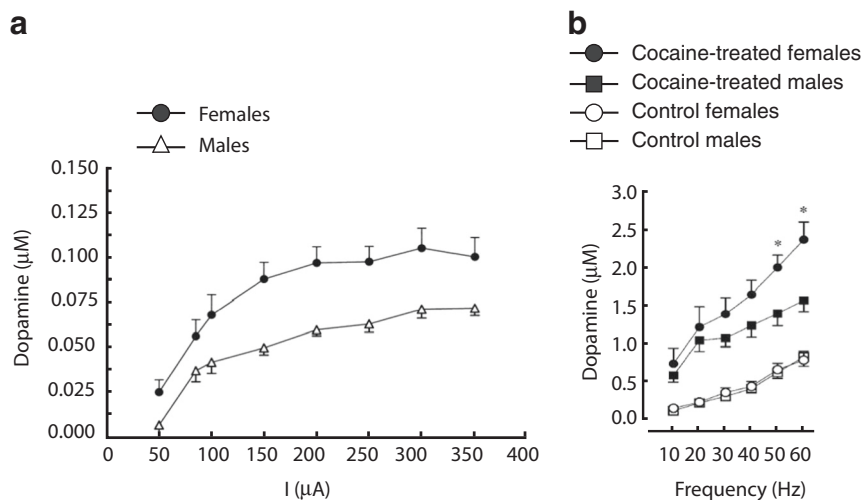 a
Females
Males
0.150
0.125
0.100
0.075
0.050
0.025
0.000
Dopamine (μM)
0 50 100 150 200 250 300 350 400
I (μA)
b
Cocaine-treated females
Cocaine-treated males
Control females
Control males
3.0
2.5
2.0
1.5
1.0
0.5
0.0
Dopamine (μM)
* *
10 20 30 40 50 60
Frequency (Hz)